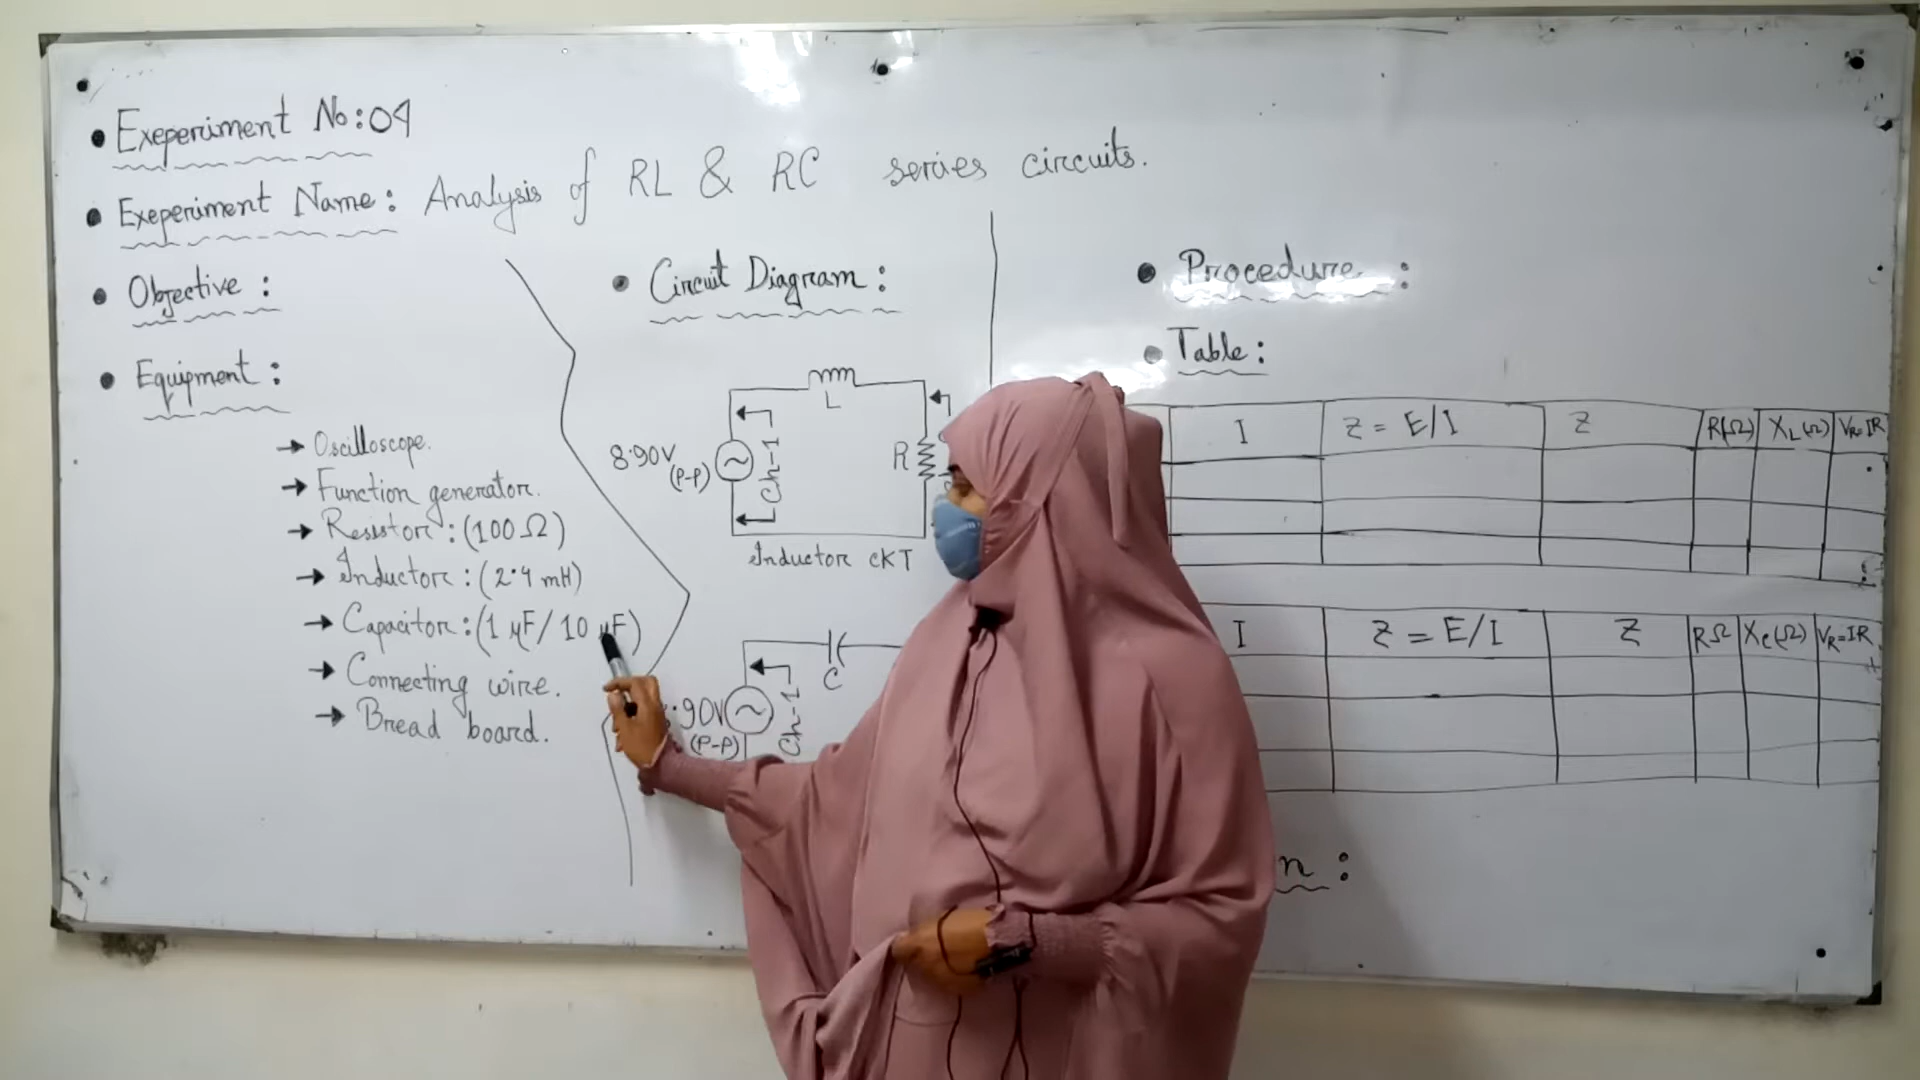 • Exeperiment No:04
• Exeperiment Name: Analysis of RL & RC series circuits.
• Objective :
• Equipment :
→ Oscilloscope.
→ Function generator.
→ Resistor : (100 Ω)
→ Inductor : (2.4 mH)
→ Capacitor : (1 μF/ 10 μF)
→ Connecting wire.
→ Bread board.
• Circuit Diagram :
L
8.90V
(P-P)
Ch-1
R
Inductor CKT
C
.90V
(P-P)
Ch-1
• Procedure :
• Table :
I Z = E/I Z R(Ω) XL(Ω) VR=IR
I Z = E/I Z RΩ Xc(Ω) VR=IR
n :